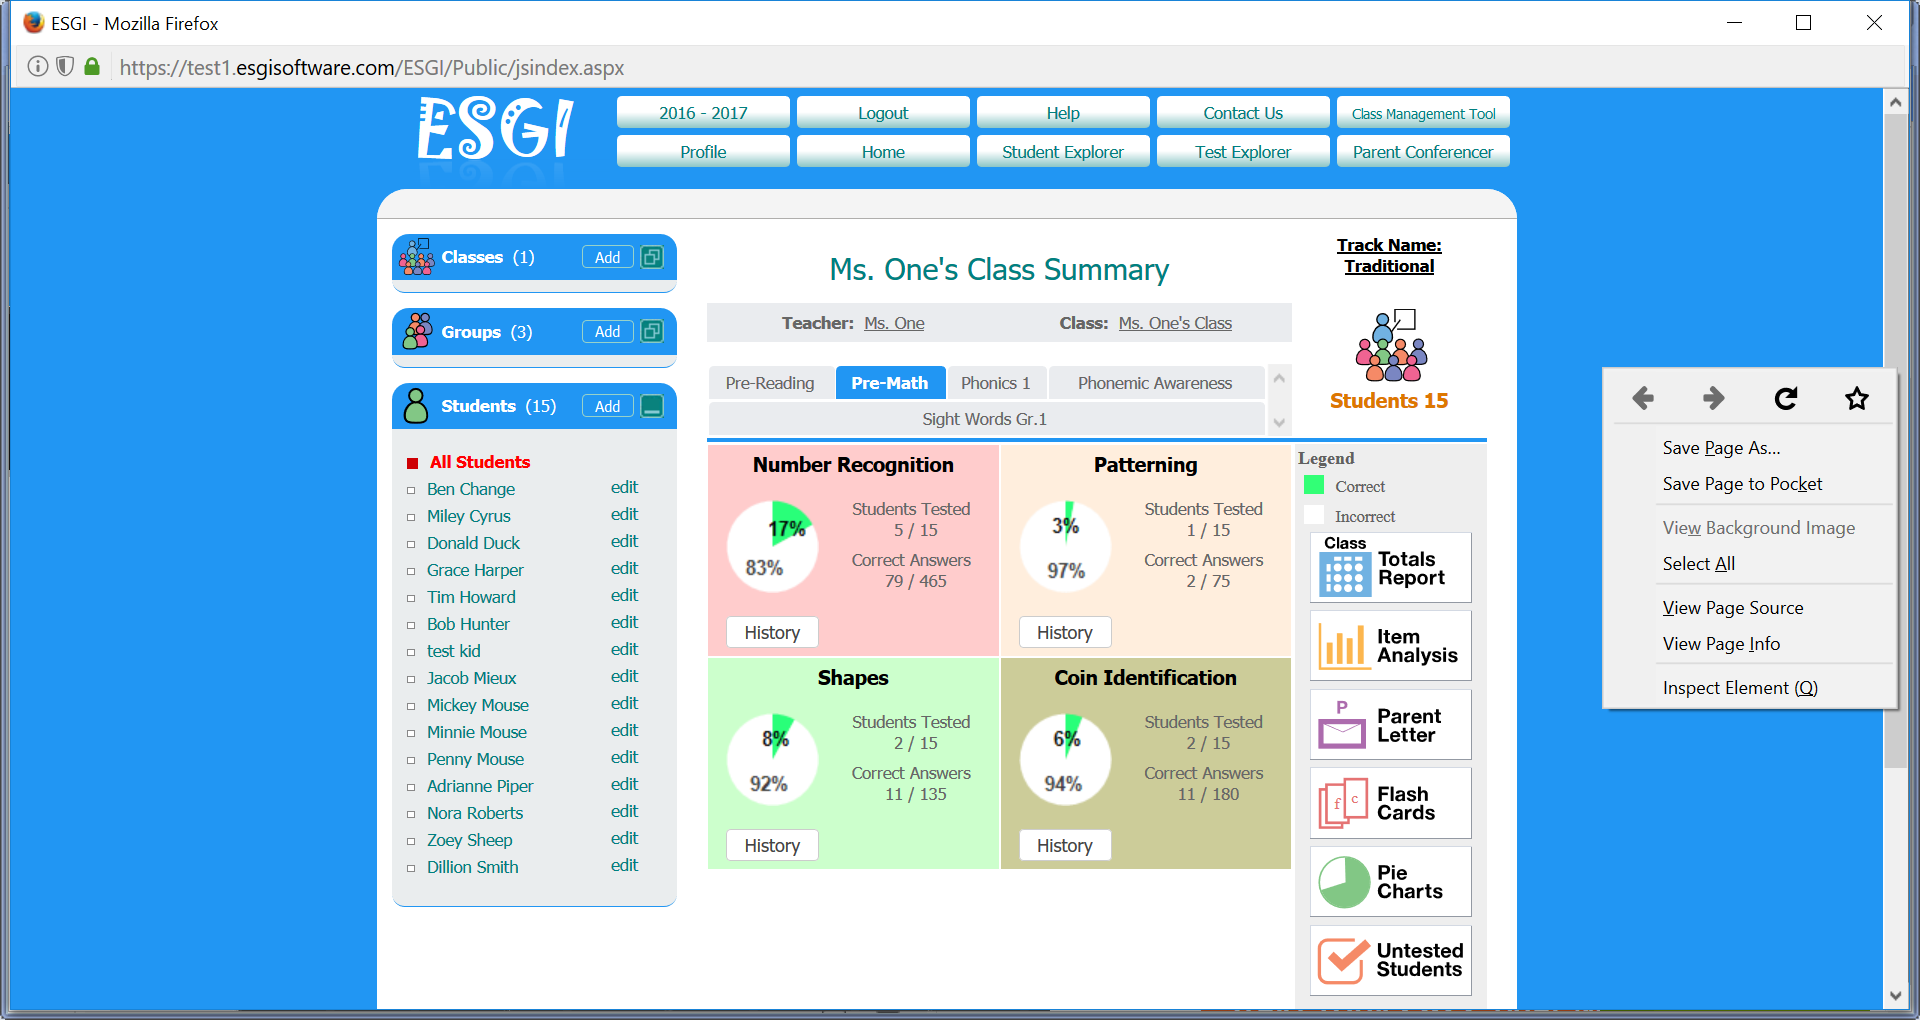 ESGI - Mozilla Firefox
https://test1.esgisoftware.com/ESGI/Public/jsindex.aspx
ESGI
2016 - 2017
Logout
Help
Contact Us
Class Management Tool
Profile
Home
Student Explorer
Test Explorer
Parent Conferencer
Classes (1)
Add
Groups (3)
Add
Students (15)
Add
All Students
Ben Change edit
Miley Cyrus edit
Donald Duck edit
Grace Harper edit
Tim Howard edit
Bob Hunter edit
test kid edit
Jacob Mieux edit
Mickey Mouse edit
Minnie Mouse edit
Penny Mouse edit
Adrianne Piper edit
Nora Roberts edit
Zoey Sheep edit
Dillion Smith edit
Ms. One's Class Summary
Teacher: Ms. One
Class: Ms. One's Class
Track Name:
Traditional
Students 15
Pre-Reading
Pre-Math
Phonics 1
Phonemic Awareness
Sight Words Gr.1
Number Recognition
17%
83%
Students Tested
5 / 15
Correct Answers
79 / 465
History
Patterning
3%
97%
Students Tested
1 / 15
Correct Answers
2 / 75
History
Shapes
8%
92%
Students Tested
2 / 15
Correct Answers
11 / 135
History
Coin Identification
6%
94%
Students Tested
2 / 15
Correct Answers
11 / 180
History
Legend
Correct
Incorrect
Class
Totals
Report
Item
Analysis
P
Parent
Letter
f c
Flash
Cards
Pie
Charts
Untested
Students
Save Page As...
Save Page to Pocket
View Background Image
Select All
View Page Source
View Page Info
Inspect Element (Q)